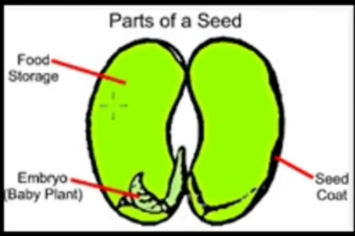 Parts of a Seed
Food
Storage
Embryo
(Baby Plant)
Seed
Coat